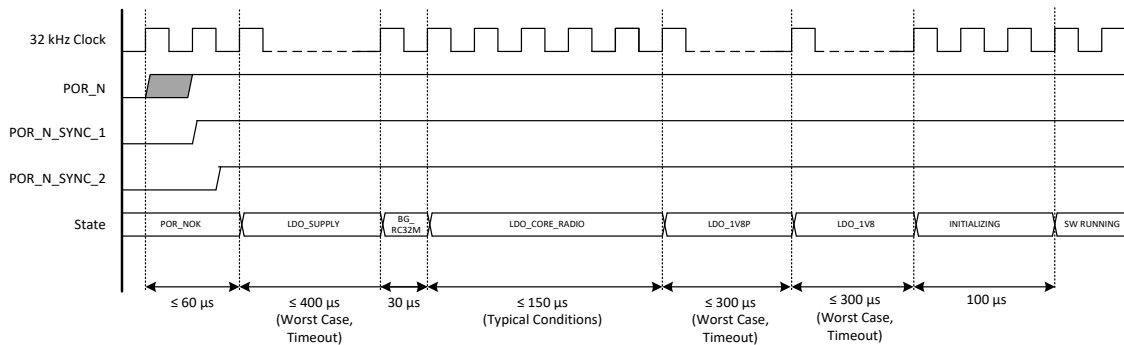 32 kHz Clock
POR_N
POR_N_SYNC_1
POR_N_SYNC_2
State
POR_NOK
LDO_SUPPLY
BG_
RC32M
LDO_CORE_RADIO
LDO_1V8P
LDO_1V8
INITIALIZING
SW RUNNING
≤ 60 µs
≤ 400 µs
(Worst Case,
Timeout)
30 µs
≤ 150 µs
(Typical Conditions)
≤ 300 µs
(Worst Case,
Timeout)
≤ 300 µs
(Worst Case,
Timeout)
100 µs